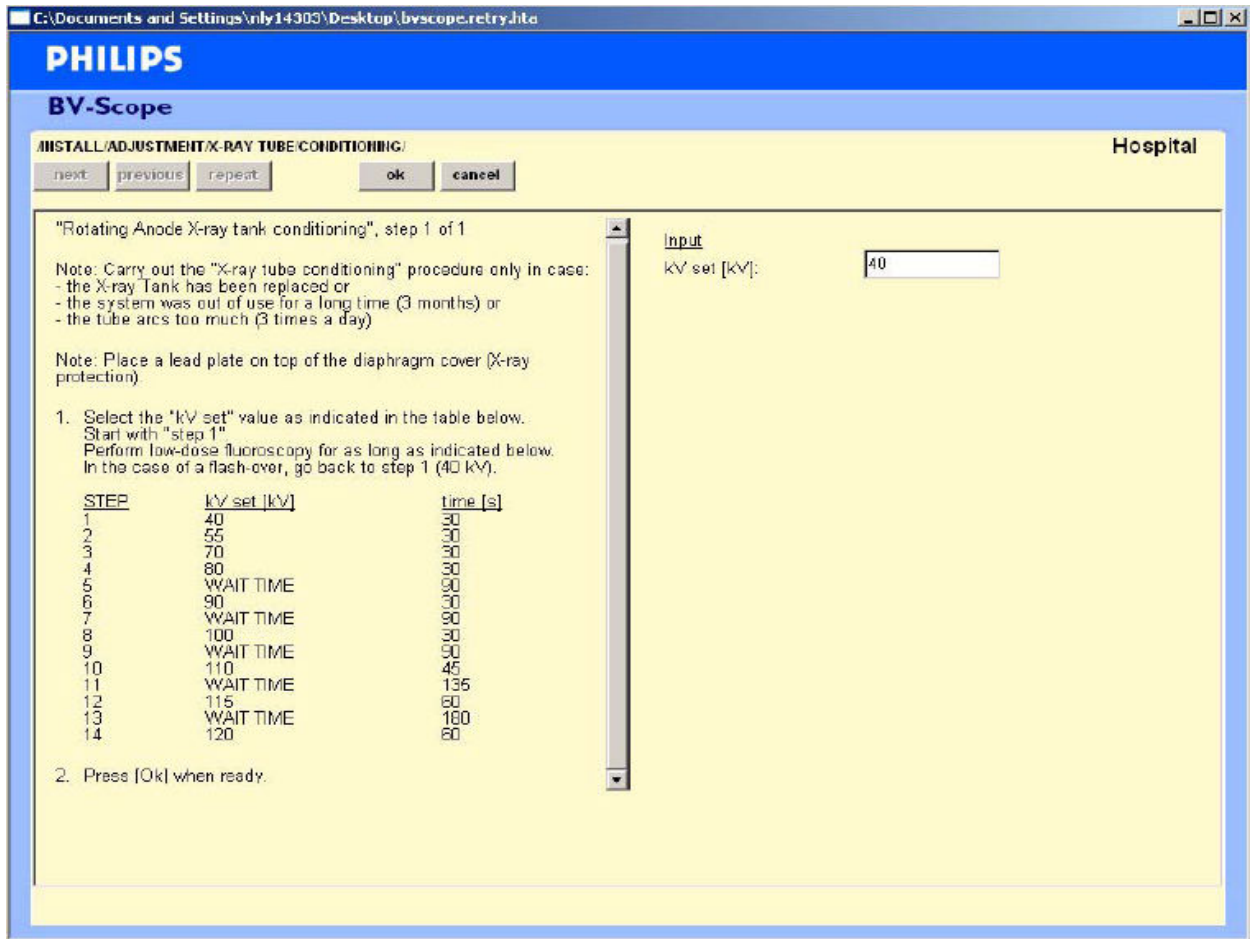 C:\Documents and Settings\nly14303\Desktop\bvscope.retry.hta
PHILIPS
BV-Scope
/INSTALL/ADJUSTMENT/X-RAY TUBE/CONDITIONING/
Hospital
next previous repeat ok cancel
"Rotating Anode X-ray tank conditioning", step 1 of 1
Note: Carry out the "X-ray tube conditioning" procedure only in case:
- the X-ray Tank has been replaced or
- the system was out of use for a long time (3 months) or
- the tube arcs too much (3 times a day)
Note: Place a lead plate on top of the diaphragm cover (X-ray
protection).
1. Select the "kV set" value as indicated in the table below.
Start with "step 1"
Perform low-dose fluoroscopy for as long as indicated below.
In the case of a flash-over, go back to step 1 (40 kV).
STEP kV set [kV] time [s]
1 40 30
2 55 30
3 70 30
4 80 30
5 WAIT TIME 90
6 90 30
7 WAIT TIME 90
8 100 30
9 WAIT TIME 90
10 110 45
11 WAIT TIME 135
12 115 60
13 WAIT TIME 180
14 120 60
2. Press [Ok] when ready.
Input
kV set [kV]: 40